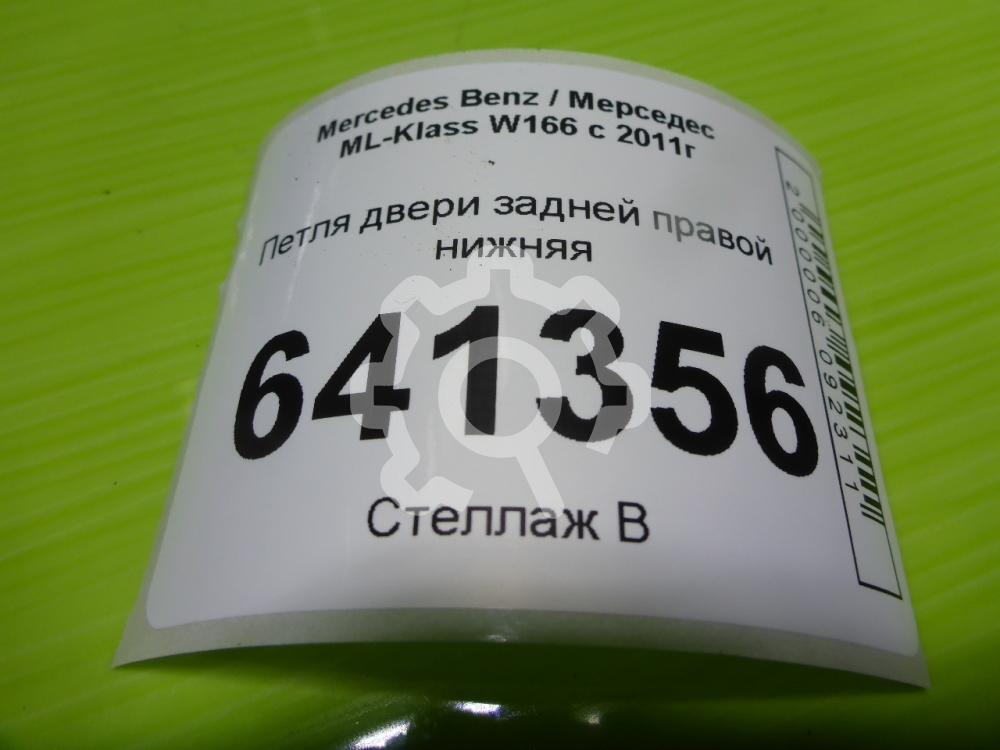 Mercedes Benz / Мерседес
ML-Klass W166 с 2011г
Петля двери задней правой
нижняя
641356
Стеллаж В
2000006092311